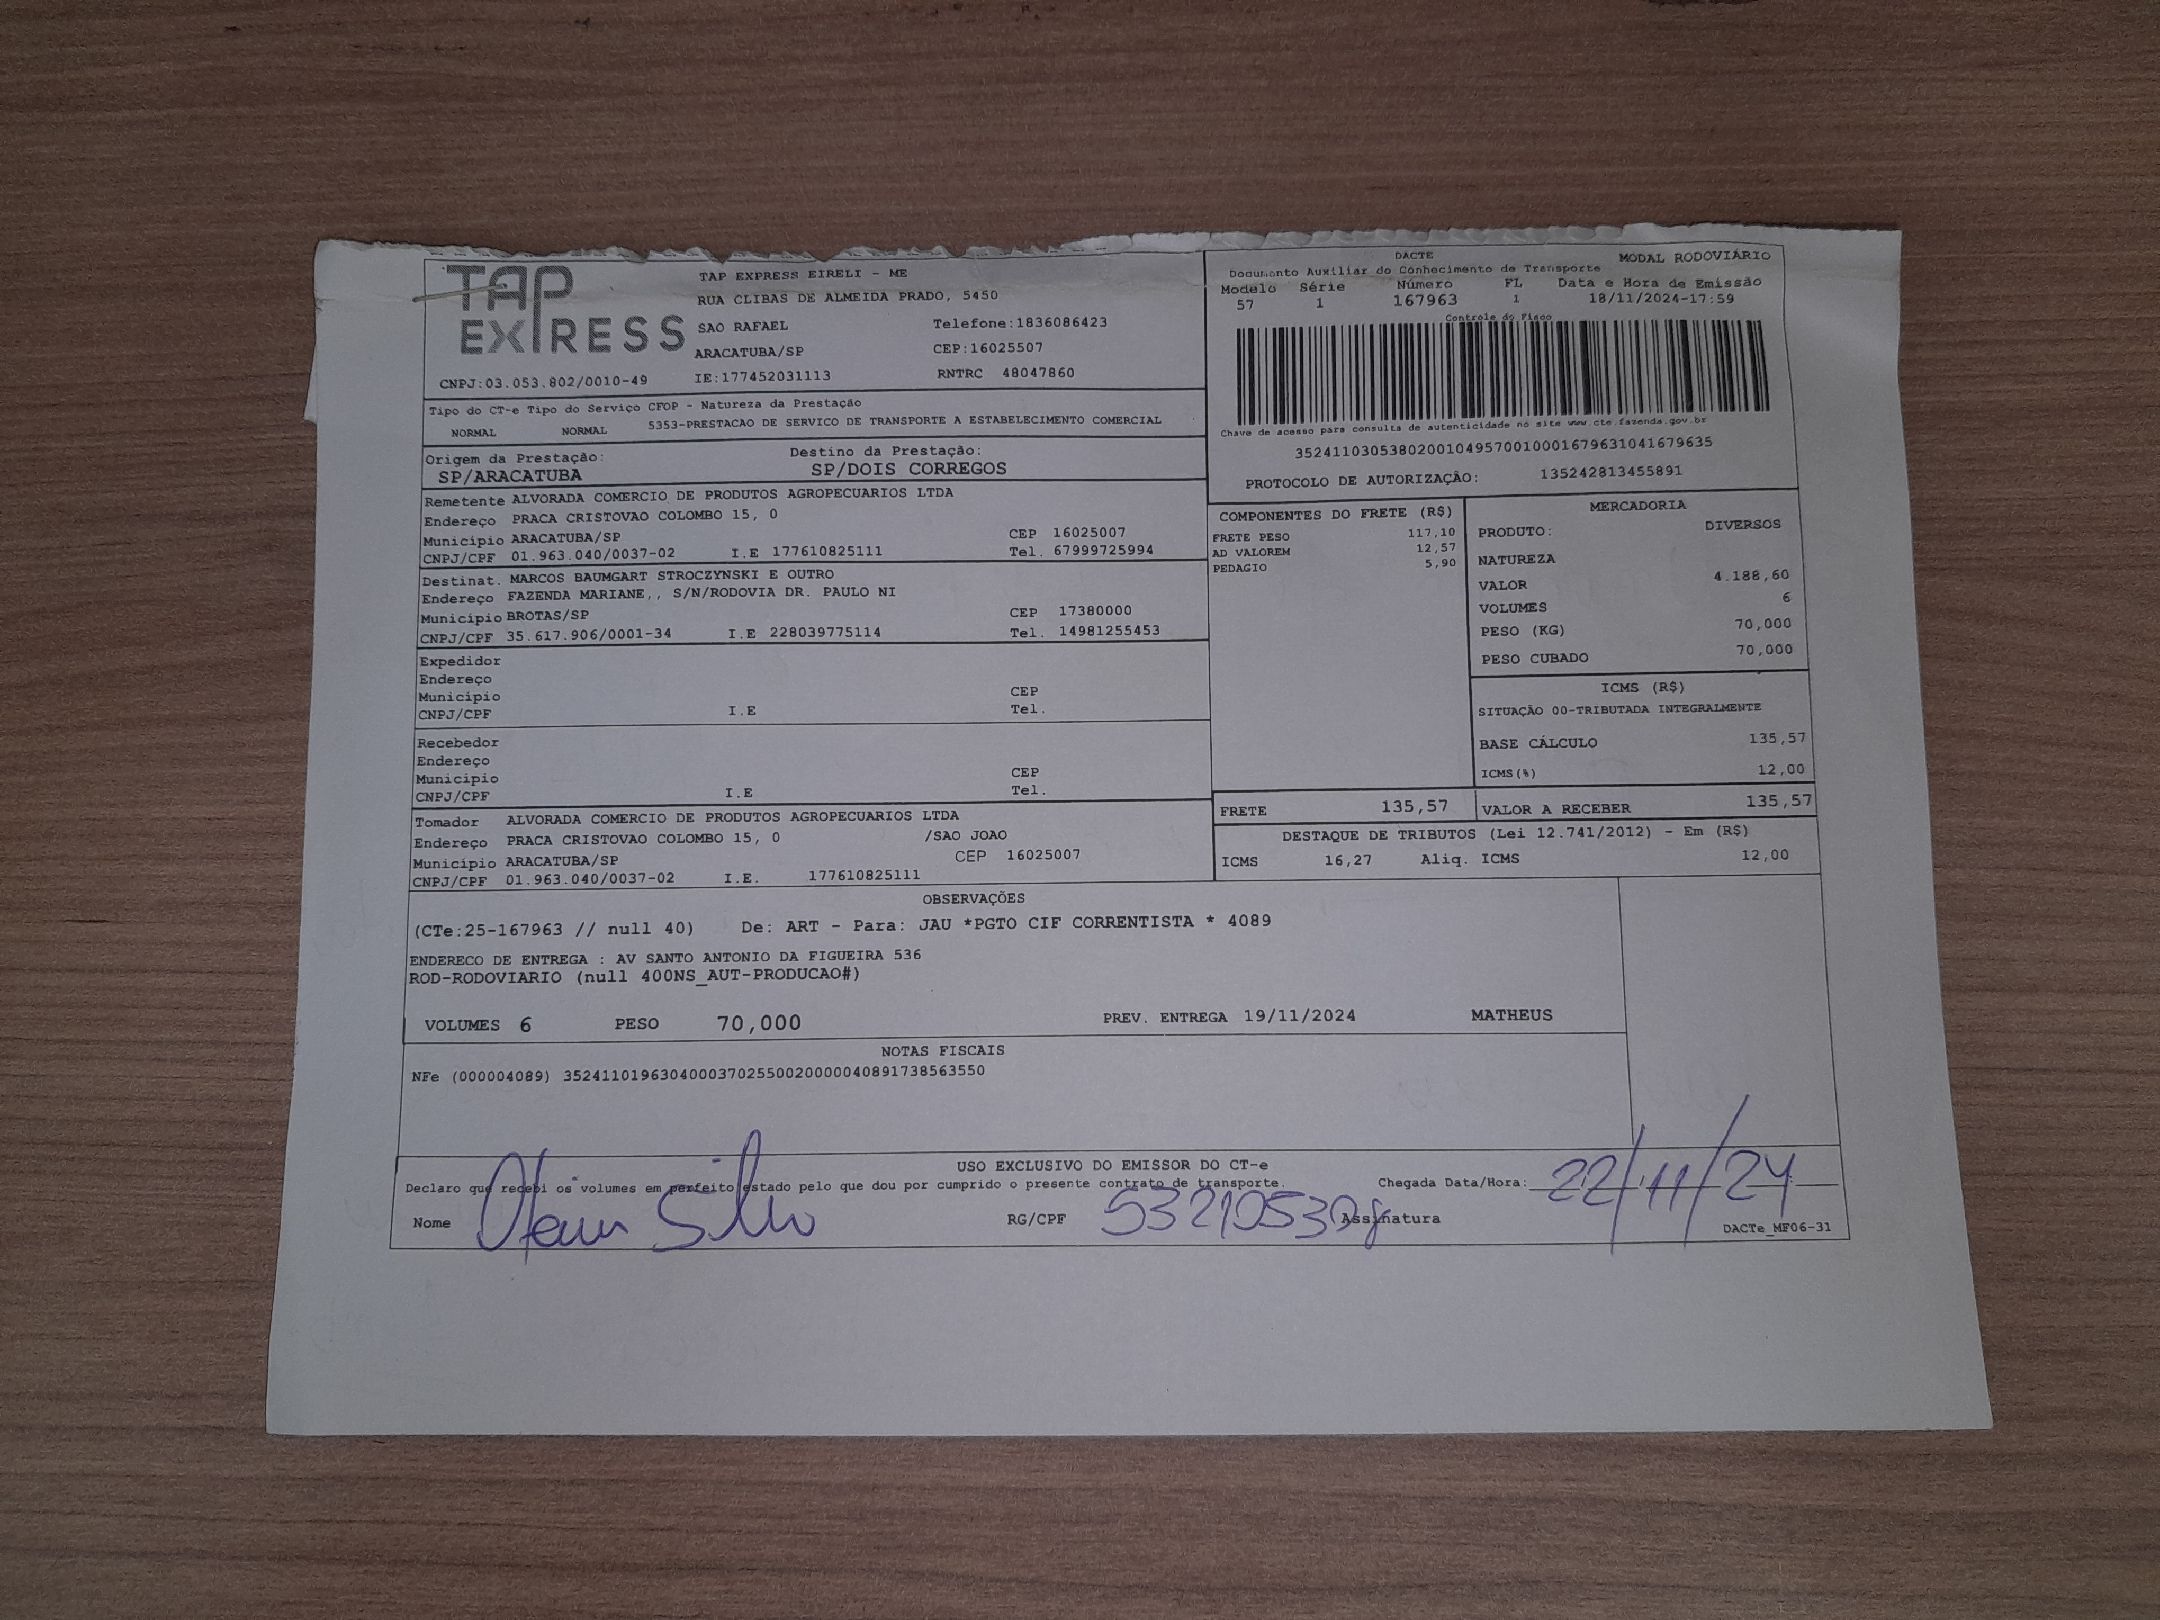 TAP EXPRESS
TAP EXPRESS EIRELI - ME
RUA CLIBAS DE ALMEIDA PRADO, 5450
SAO RAFAEL Telefone:1836086423
ARACATUBA/SP CEP:16025507
CNPJ:03.053.802/0010-49 IE:177452031113 RNTRC 48047860
DACTE MODAL RODOVIÁRIO
Documento Auxiliar do Conhecimento de Transporte
Modelo Série Número FL Data e Hora de Emissão
57 1 167963 1 18/11/2024-17:59
Controle do Fisco
Chave de acesso para consulta de autenticidade no site www.cte.fazenda.gov.br
35241103053802001049570010001679631041679635
PROTOCOLO DE AUTORIZAÇÃO: 135242813455891
Tipo do CT-e Tipo do Serviço CFOP - Natureza da Prestação
NORMAL NORMAL 5353-PRESTACAO DE SERVICO DE TRANSPORTE A ESTABELECIMENTO COMERCIAL
Origem da Prestação: Destino da Prestação:
SP/ARACATUBA SP/DOIS CORREGOS
Remetente ALVORADA COMERCIO DE PRODUTOS AGROPECUARIOS LTDA
Endereço PRACA CRISTOVAO COLOMBO 15, 0
Município ARACATUBA/SP CEP 16025007
CNPJ/CPF 01.963.040/0037-02 I.E 177610825111 Tel. 67999725994
Destinat. MARCOS BAUMGART STROCZYNSKI E OUTRO
Endereço FAZENDA MARIANE,, S/N/RODOVIA DR. PAULO NI
Município BROTAS/SP CEP 17380000
CNPJ/CPF 35.617.906/0001-34 I.E 228039775114 Tel. 14981255453
Expedidor
Endereço
Município CEP
CNPJ/CPF I.E Tel.
Recebedor
Endereço
Município CEP
CNPJ/CPF I.E Tel.
Tomador ALVORADA COMERCIO DE PRODUTOS AGROPECUARIOS LTDA
Endereço PRACA CRISTOVAO COLOMBO 15, 0 /SAO JOAO
Município ARACATUBA/SP CEP 16025007
CNPJ/CPF 01.963.040/0037-02 I.E. 177610825111
COMPONENTES DO FRETE (R$)
FRETE PESO 117,10
AD VALOREM 12,57
PEDAGIO 5,90
MERCADORIA
PRODUTO: DIVERSOS
NATUREZA
VALOR 4.188,60
VOLUMES 6
PESO (KG) 70,000
PESO CUBADO 70,000
ICMS (R$)
SITUAÇÃO 00-TRIBUTADA INTEGRALMENTE
BASE CÁLCULO 135,57
ICMS(%) 12,00
FRETE 135,57 VALOR A RECEBER 135,57
DESTAQUE DE TRIBUTOS (Lei 12.741/2012) - Em (R$)
ICMS 16,27 Aliq. ICMS 12,00
OBSERVAÇÕES
(CTe:25-167963 // null 40) De: ART - Para: JAU *PGTO CIF CORRENTISTA * 4089
ENDERECO DE ENTREGA : AV SANTO ANTONIO DA FIGUEIRA 536
ROD-RODOVIARIO (null 400NS_AUT-PRODUCAO#)
VOLUMES 6 PESO 70,000 PREV. ENTREGA 19/11/2024 MATHEUS
NOTAS FISCAIS
NFe (000004089) 35241101963040003702550020000040891738563550
USO EXCLUSIVO DO EMISSOR DO CT-e
Declaro que recebi os volumes em perfeito estado pelo que dou por cumprido o presente contrato de transporte. Chegada Data/Hora: 22/11/24
Nome Silva RG/CPF Assinatura
DACTe_MF06-31